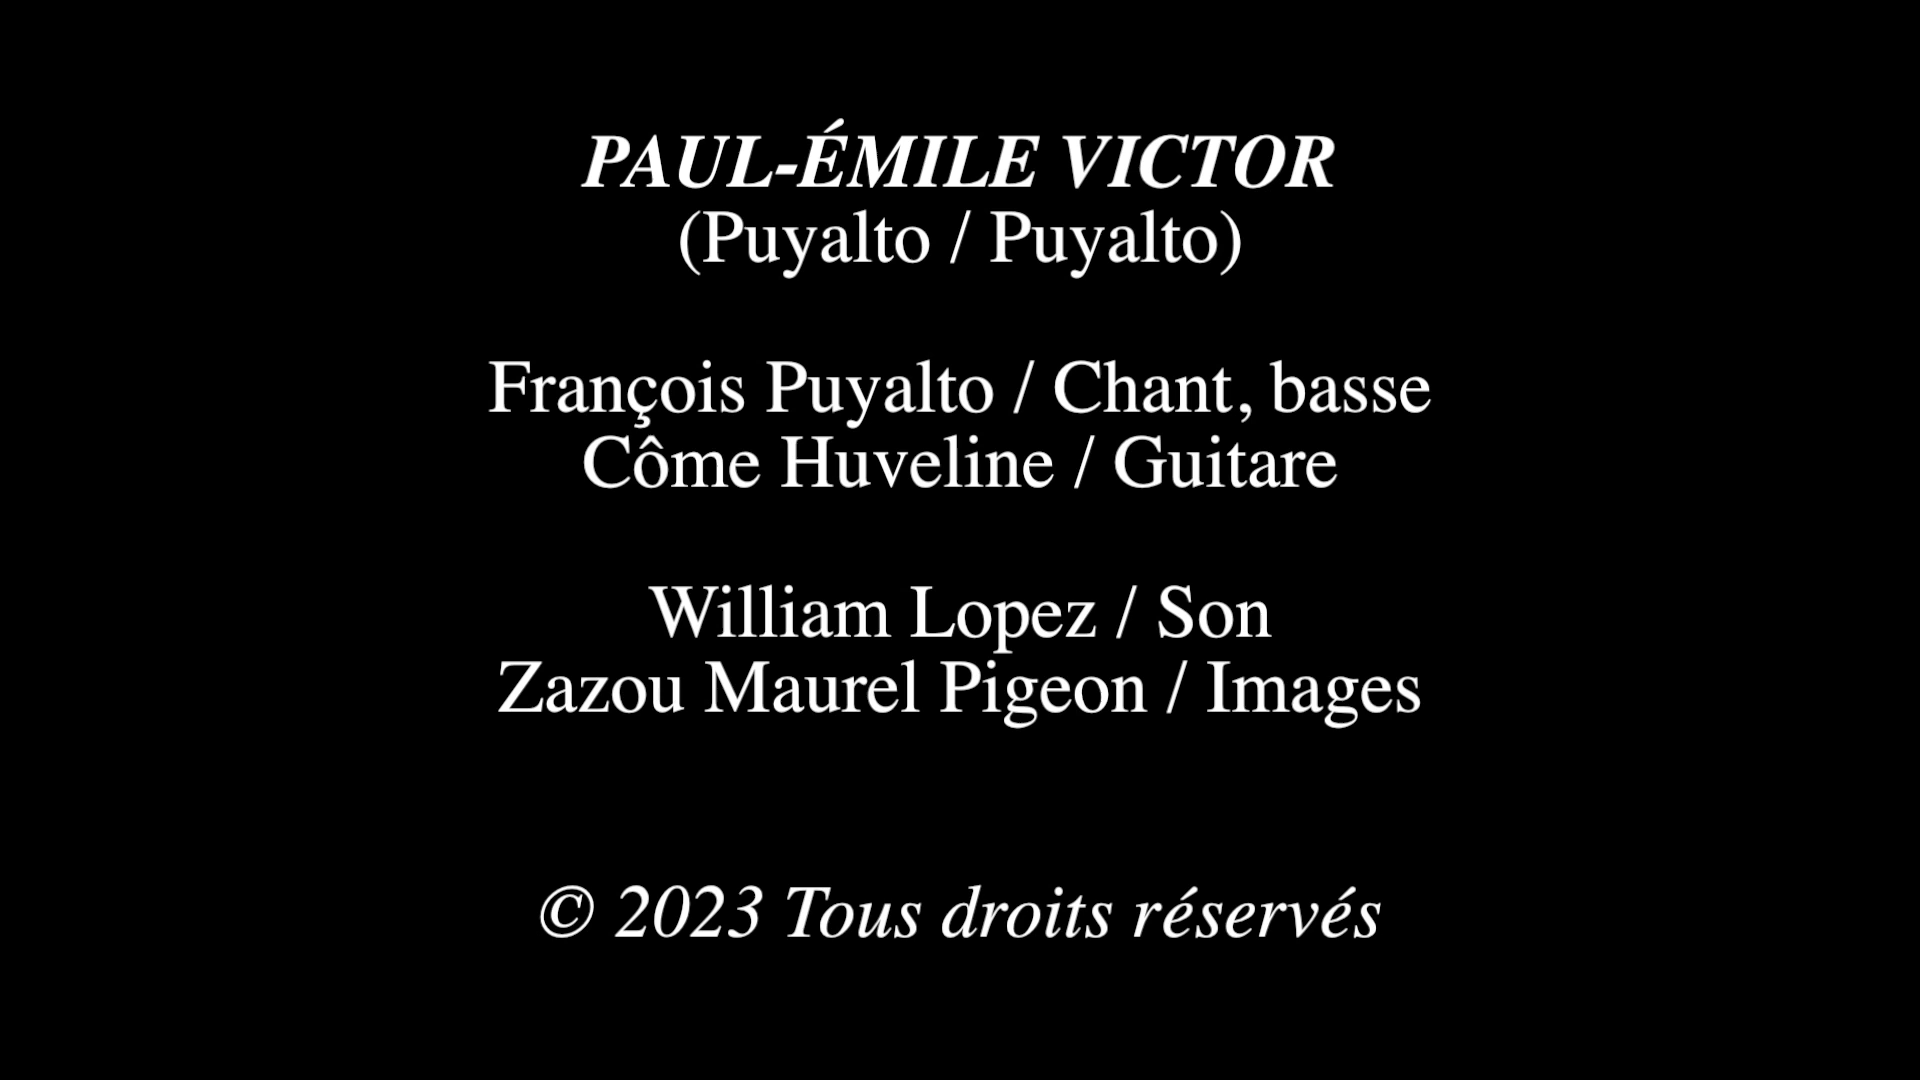 PAUL-ÉMILE VICTOR
(Puyalto / Puyalto)
François Puyalto / Chant, basse
Côme Huveline / Guitare
William Lopez / Son
Zazou Maurel Pigeon / Images
© 2023 Tous droits réservés